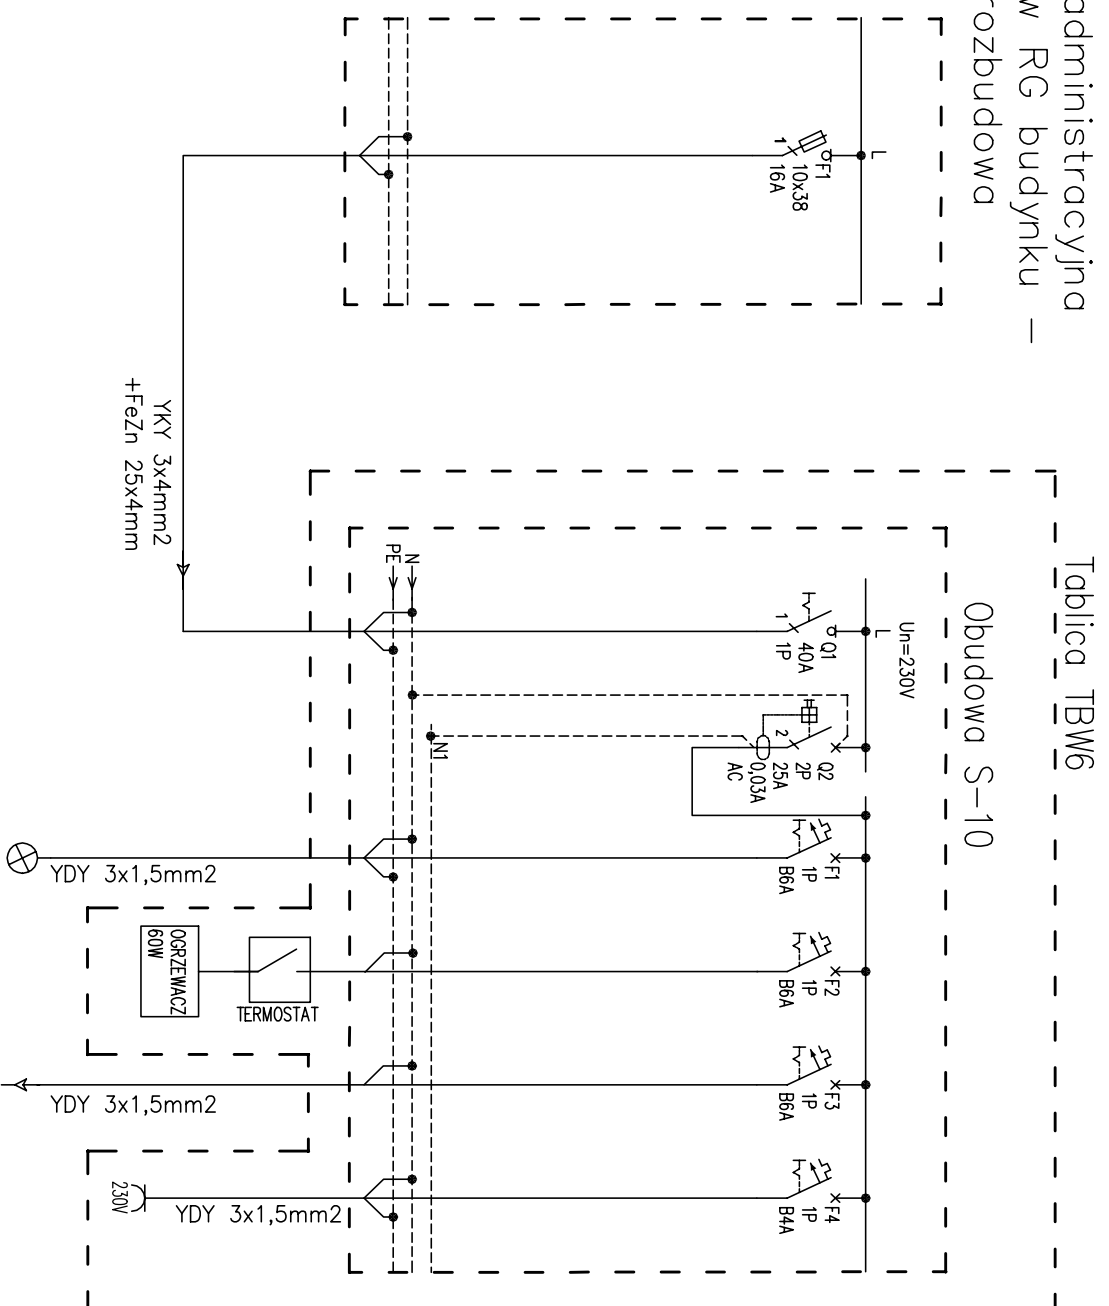 administracyjna
w RG budynku –
rozbudowa
L
F1
10x38
16A
1
YKY 3x4mm2
+FeZn 25x4mm
Tablica TBW6
Obudowa S-10
Un=230V
L
Q1
40A
1P
1
N
PE
Q2
2P
25A
0,03A
AC
2
N1
F1
1P
B6A
YDY 3x1,5mm2
F2
1P
B6A
TERMOSTAT
OGRZEWACZ
60W
F3
1P
B6A
YDY 3x1,5mm2
F4
1P
B4A
YDY 3x1,5mm2
230V